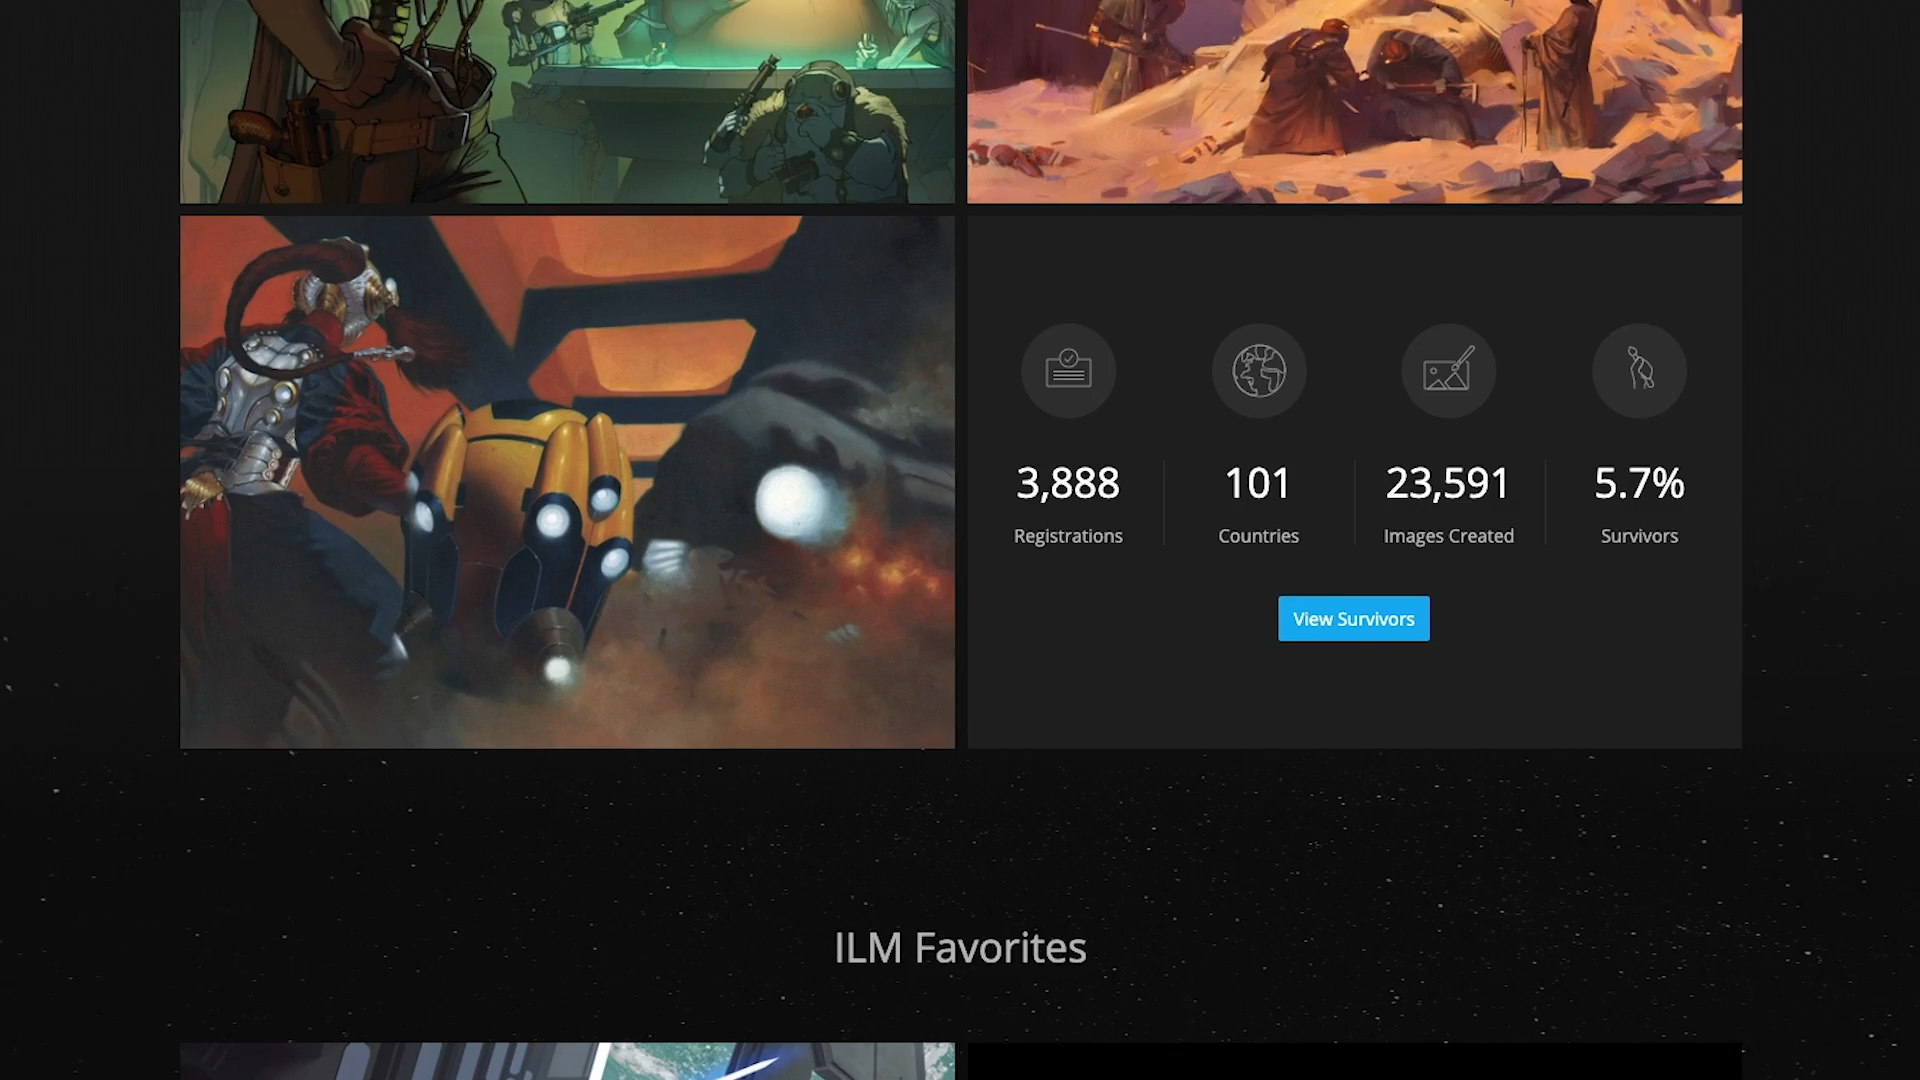 3,888
Registrations
101
Countries
23,591
Images Created
5.7%
Survivors
View Survivors
ILM Favorites